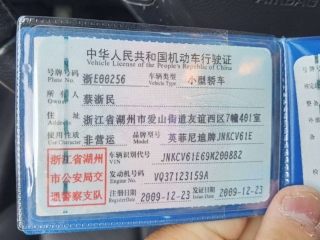 中华人民共和国机动车行驶证
Vehicle License of the People's Republic of China
号牌号码 浙E00256 车辆类型 小型轿车
Plate No. Vehicle Type
所有人 蔡浙民
Owner
住址 浙江省湖州市爱山街道友谊西区7幢401室
Address
使用性质 非营运 品牌型号 英菲尼迪牌JNKCV61E
Use Character Model
浙江省湖州市公安局交通警察支队
车辆识别代号 JNKCV61E69M200882
VIN
发动机号码 VQ37123159A
Engine No.
注册日期 2009-12-23 发证日期 2009-12-23
Register Date Issue Date